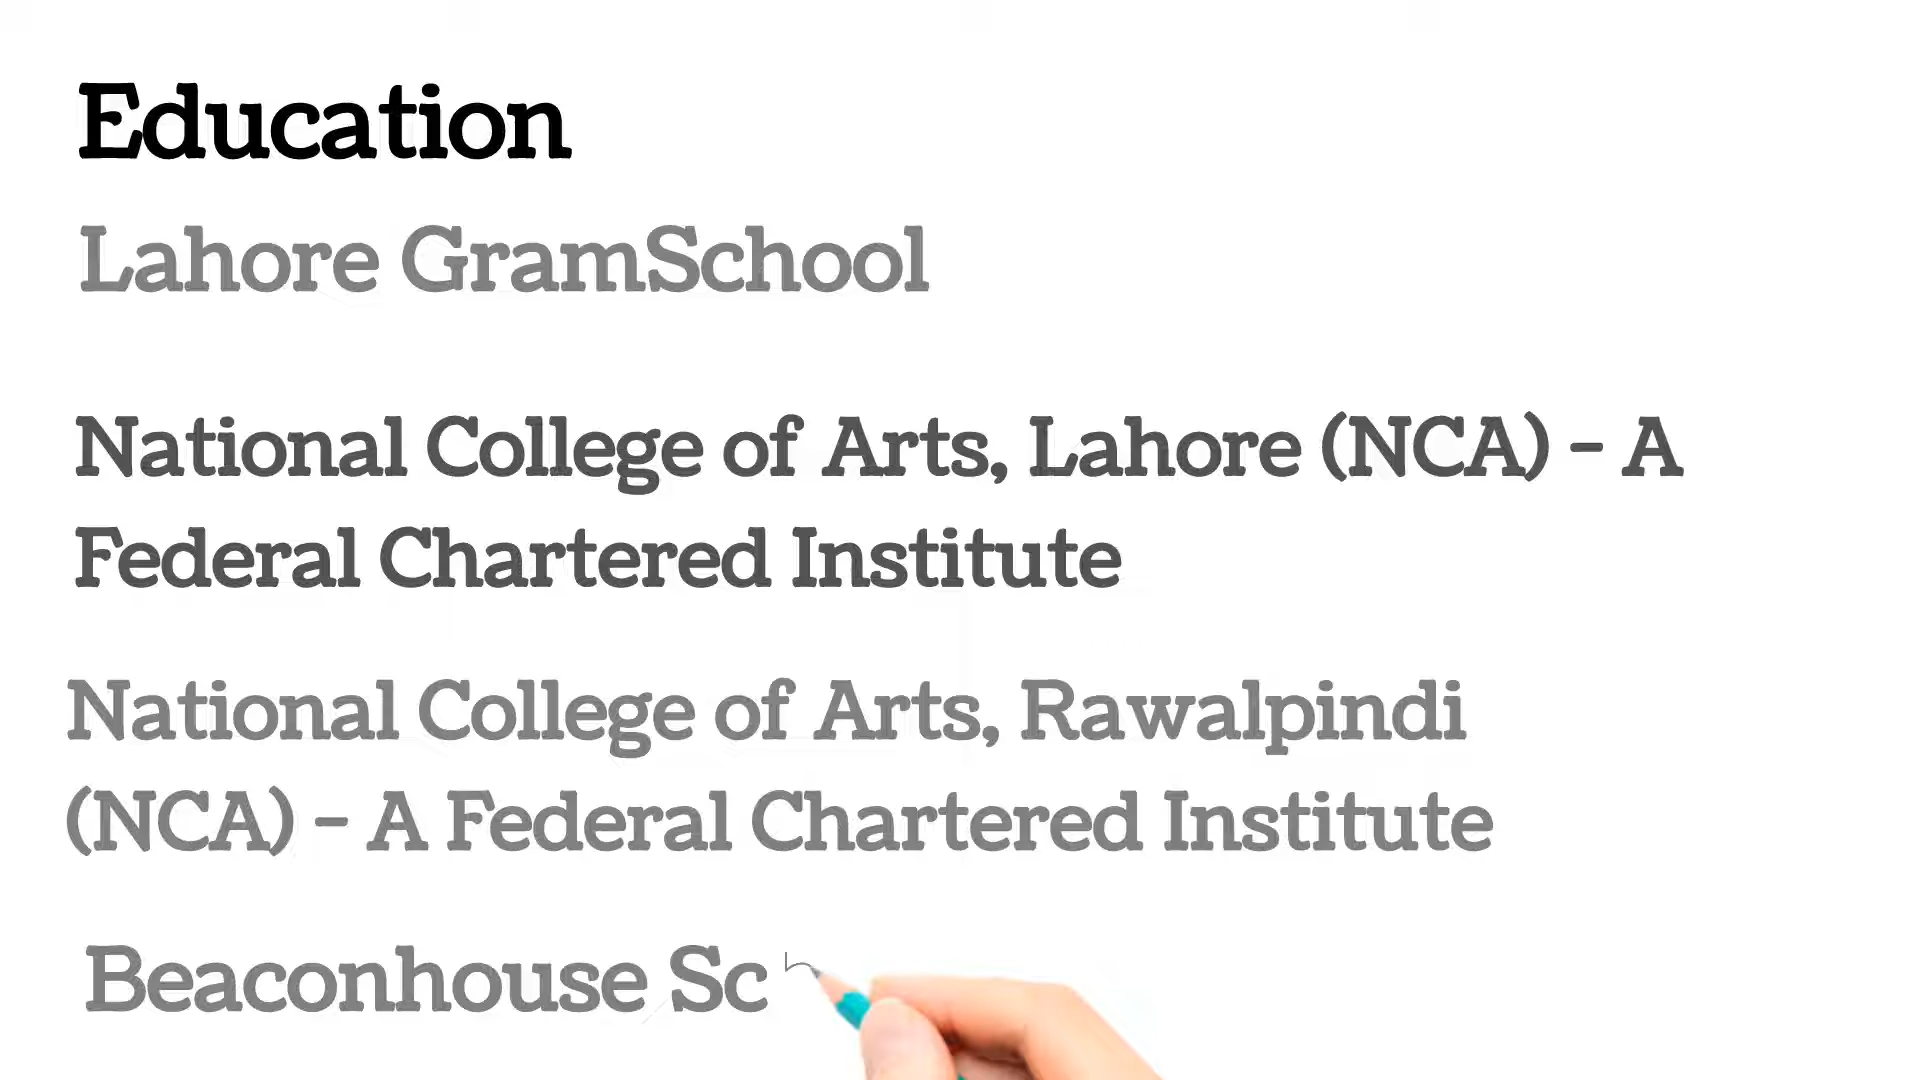 Education
Lahore GramSchool
National College of Arts, Lahore (NCA) - A
Federal Chartered Institute
National College of Arts, Rawalpindi
(NCA) - A Federal Chartered Institute
Beaconhouse Sc